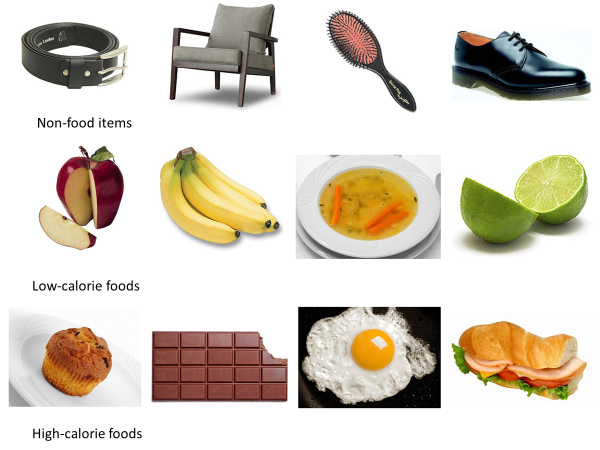 Non-food items
Low-calorie foods
High-calorie foods